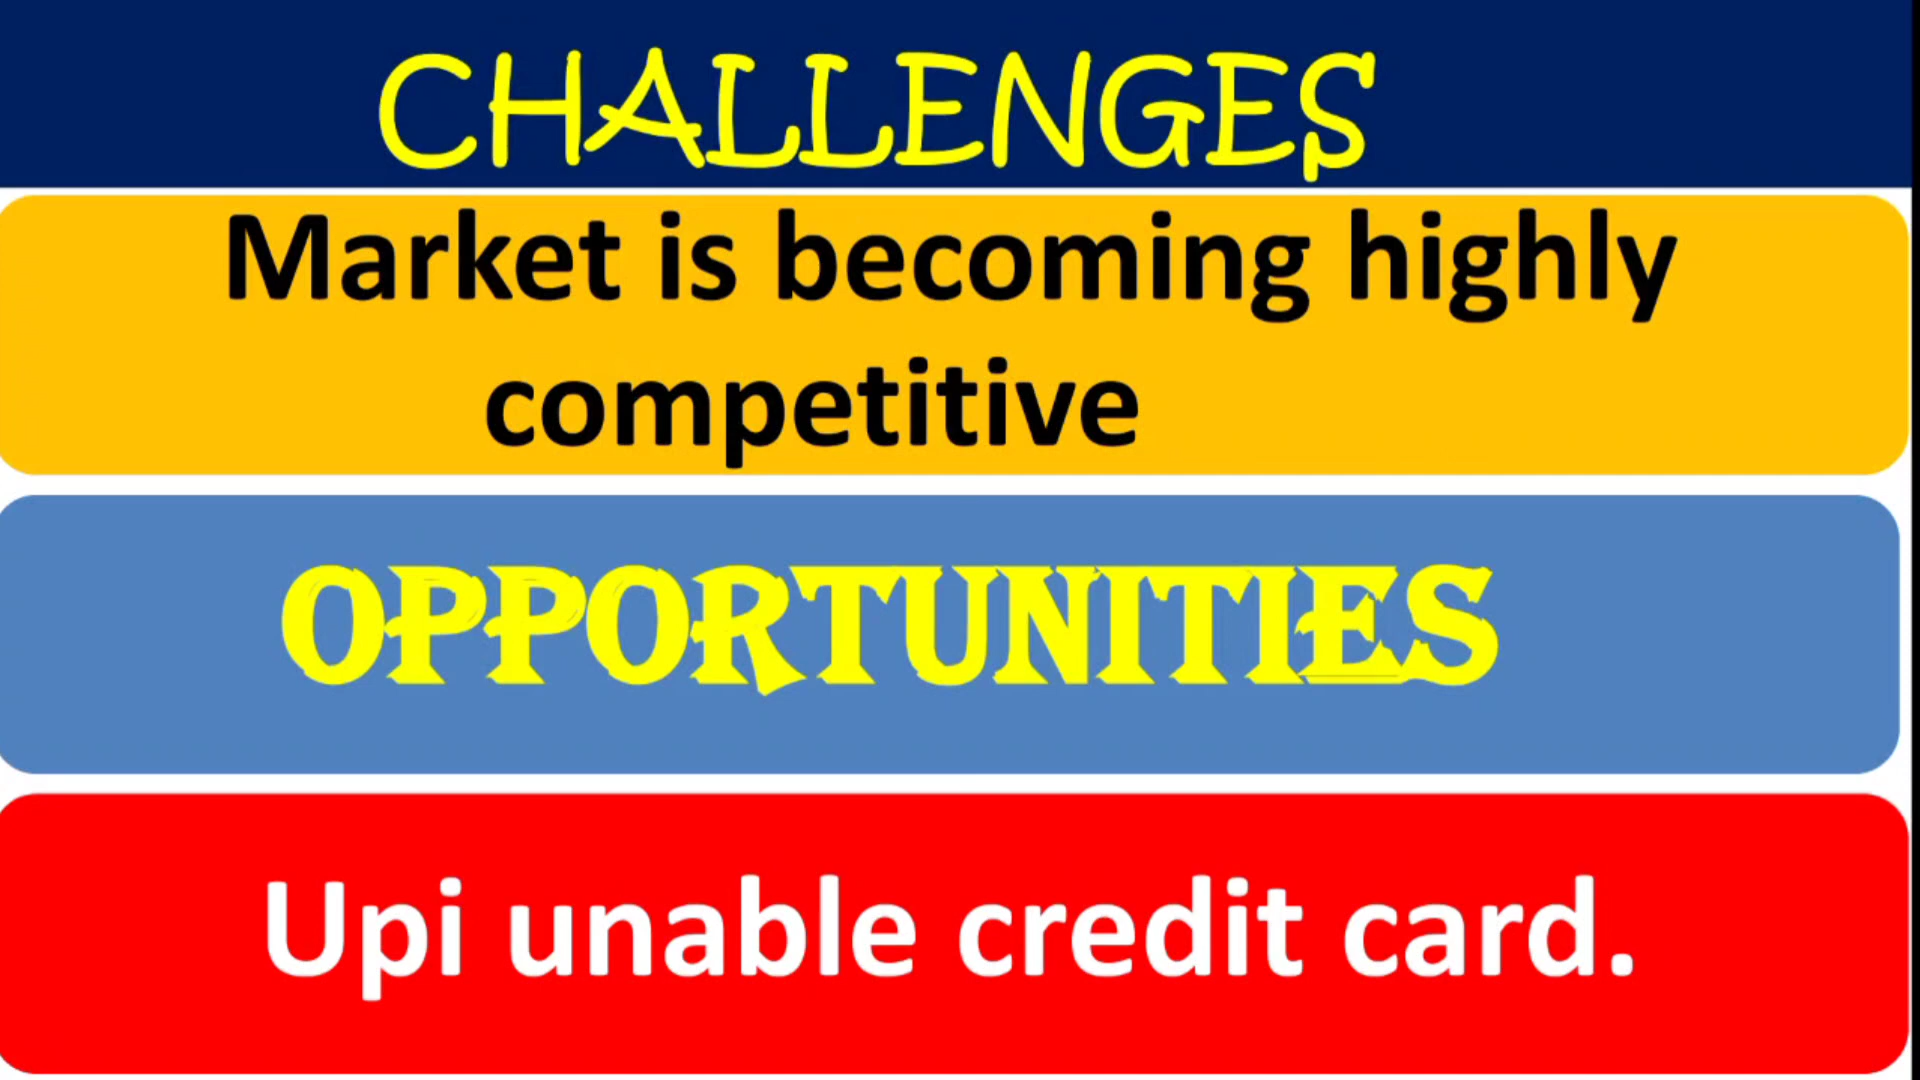 CHALLENGES
Market is becoming highly
competitive
OPPORTUNITIES
Upi unable credit card.